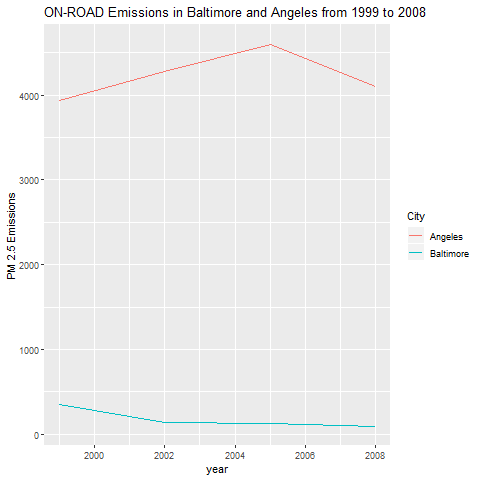 ON-ROAD Emissions in Baltimore and Angeles from 1999 to 2008
PM 2.5 Emissions
4000
3000
2000
1000
0
2000
2002
2004
2006
2008
year
City
Angeles
Baltimore